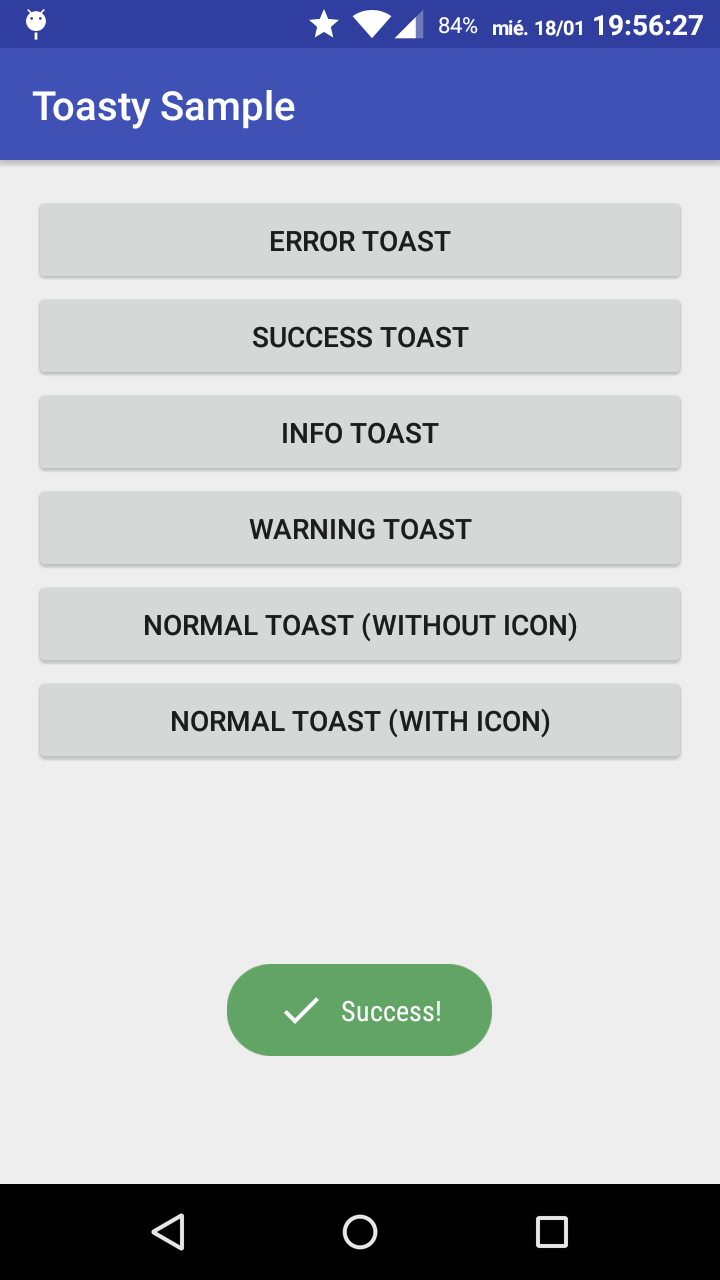 84% mié. 18/01 19:56:27
Toasty Sample
ERROR TOAST
SUCCESS TOAST
INFO TOAST
WARNING TOAST
NORMAL TOAST (WITHOUT ICON)
NORMAL TOAST (WITH ICON)
Success!